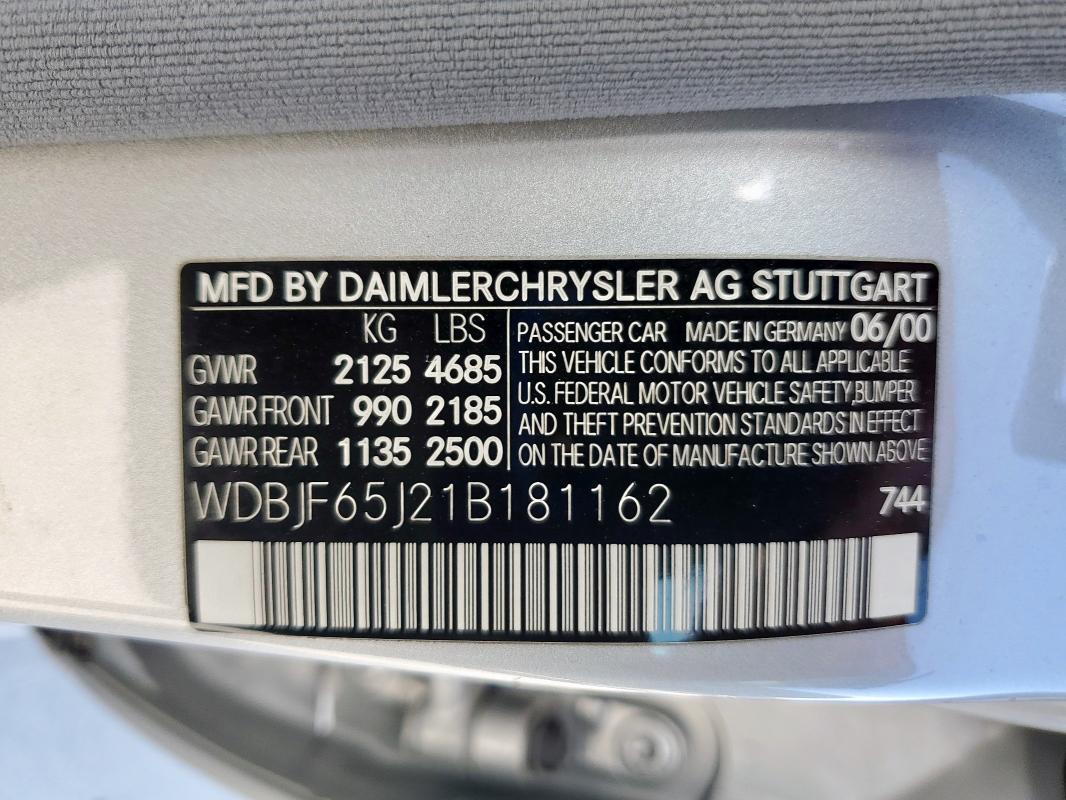 MFD BY DAIMLERCHRYSLER AG STUTTGART
KG LBS
GVWR 2125 4685
GAWR FRONT 990 2185
GAWR REAR 1135 2500
PASSENGER CAR MADE IN GERMANY 06/00
THIS VEHICLE CONFORMS TO ALL APPLICABLE
U.S. FEDERAL MOTOR VEHICLE SAFETY,BUMPER
AND THEFT PREVENTION STANDARDS IN EFFECT
ON THE DATE OF MANUFACTURE SHOWN ABOVE
WDBJF65J21B181162 744